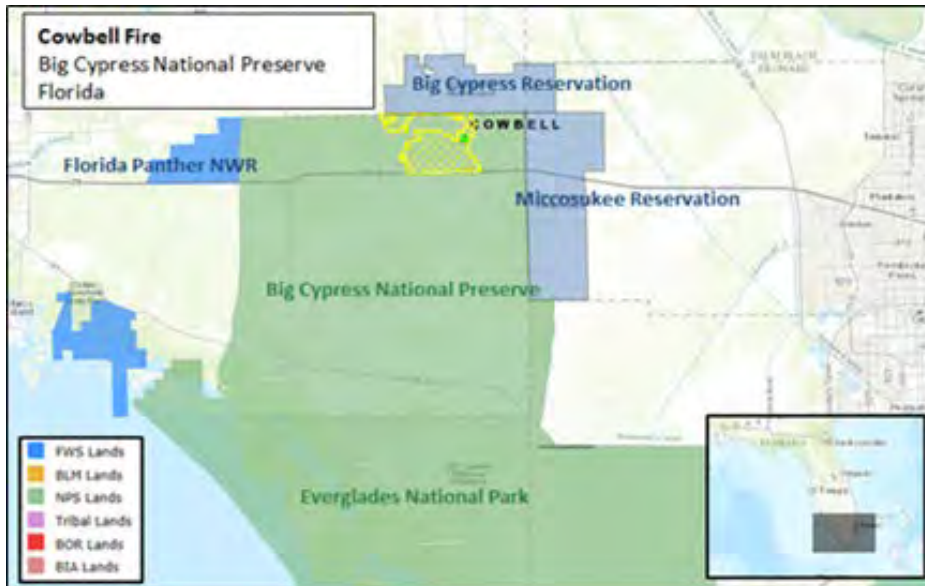 Cowbell Fire
Big Cypress National Preserve
Florida
Big Cypress Reservation
COWBELL
Florida Panther NWR
Miccosukee Reservation
Big Cypress National Preserve
Everglades National Park
FWS Lands
BLM Lands
NPS Lands
Tribal Lands
BOR Lands
BIA Lands